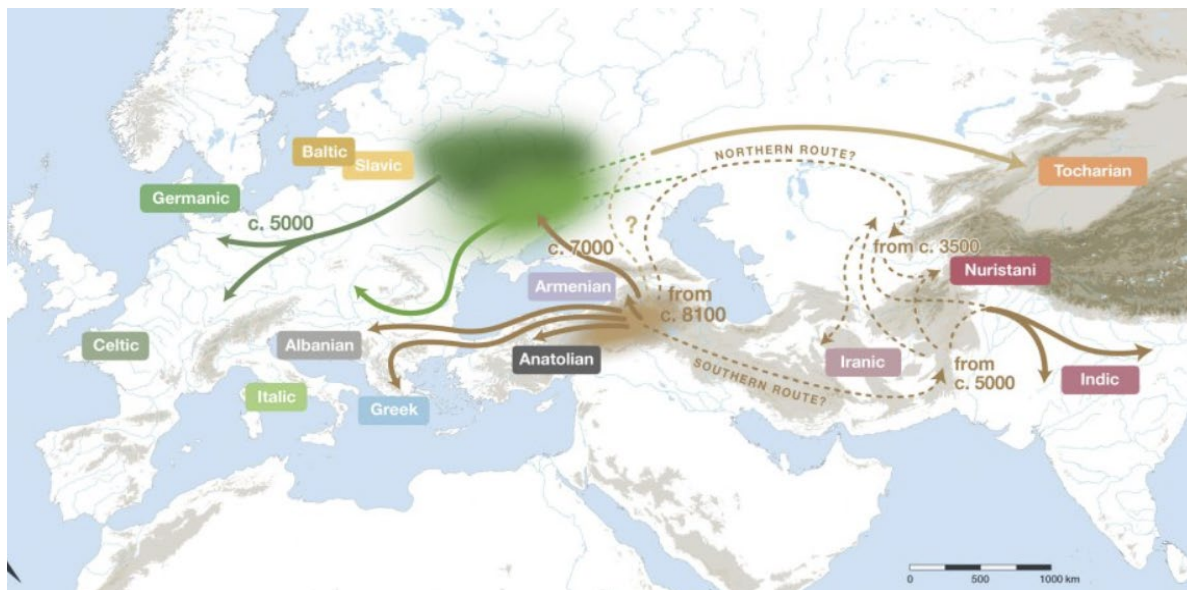 Baltic
Slavic
NORTHERN ROUTE?
Tocharian
Germanic
c. 5000
?
c. 7000
from c. 3500
Nuristani
Armenian
from
c. 8100
Celtic
Albanian
Anatolian
SOUTHERN ROUTE?
Iranic
from
c. 5000
Indic
Italic
Greek
0 500 1000 km